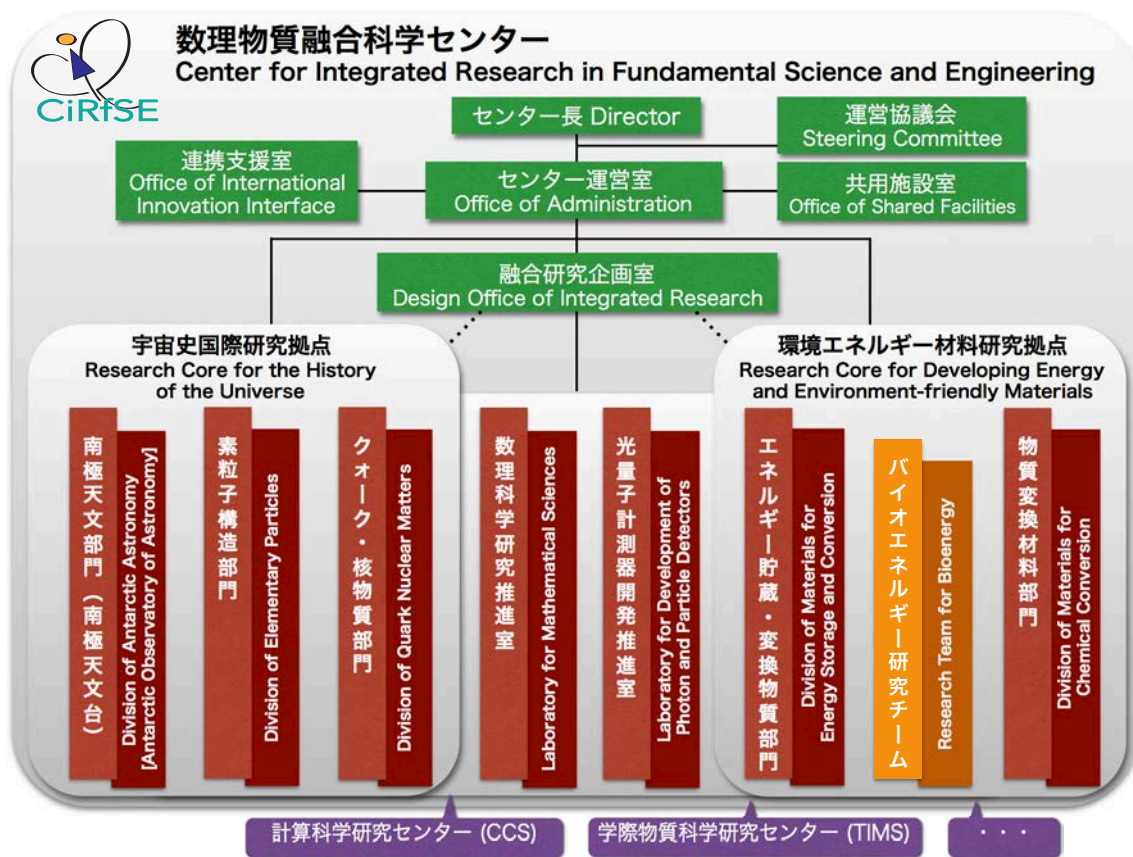 CiRfSE
数理物質融合科学センター
Center for Integrated Research in Fundamental Science and Engineering
センター長 Director
運営協議会
Steering Committee
連携支援室
Office of International
Innovation Interface
センター運営室
Office of Administration
共用施設室
Office of Shared Facilities
融合研究企画室
Design Office of Integrated Research
宇宙史国際研究拠点
Research Core for the History
of the Universe
南極天文部門（南極天文台）
Division of Antarctic Astronomy
[Antarctic Observatory of Astronomy]
素粒子構造部門
Division of Elementary Particles
クォーク・核物質部門
Division of Quark Nuclear Matters
数理科学研究推進室
Laboratory for Mathematical Sciences
光量子計測器開発推進室
Laboratory for Development of
Photon and Particle Detectors
環境エネルギー材料研究拠点
Research Core for Developing Energy
and Environment-friendly Materials
エネルギー貯蔵・変換物質部門
Division of Materials for
Energy Storage and Conversion
バイオエネルギー研究チーム
Research Team for Bioenergy
物質変換材料部門
Division of Materials for
Chemical Conversion
計算科学研究センター (CCS)
学際物質科学研究センター (TIMS)
・・・